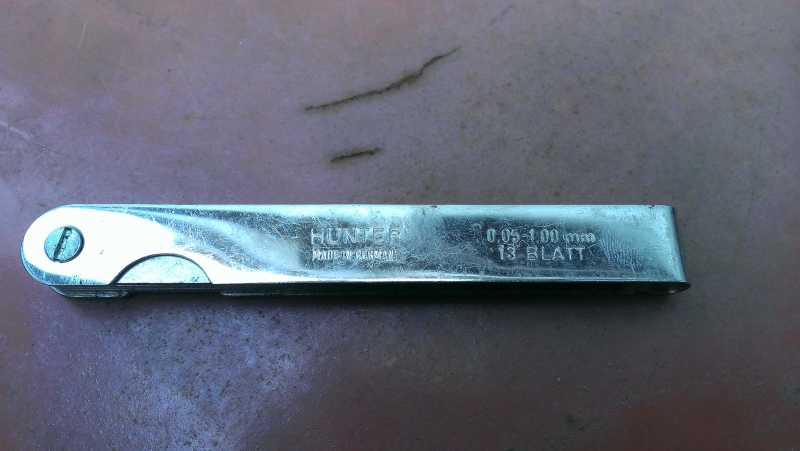 HUNTER
MADE IN GERMANY
0,05-1,00 mm
13 BLATT